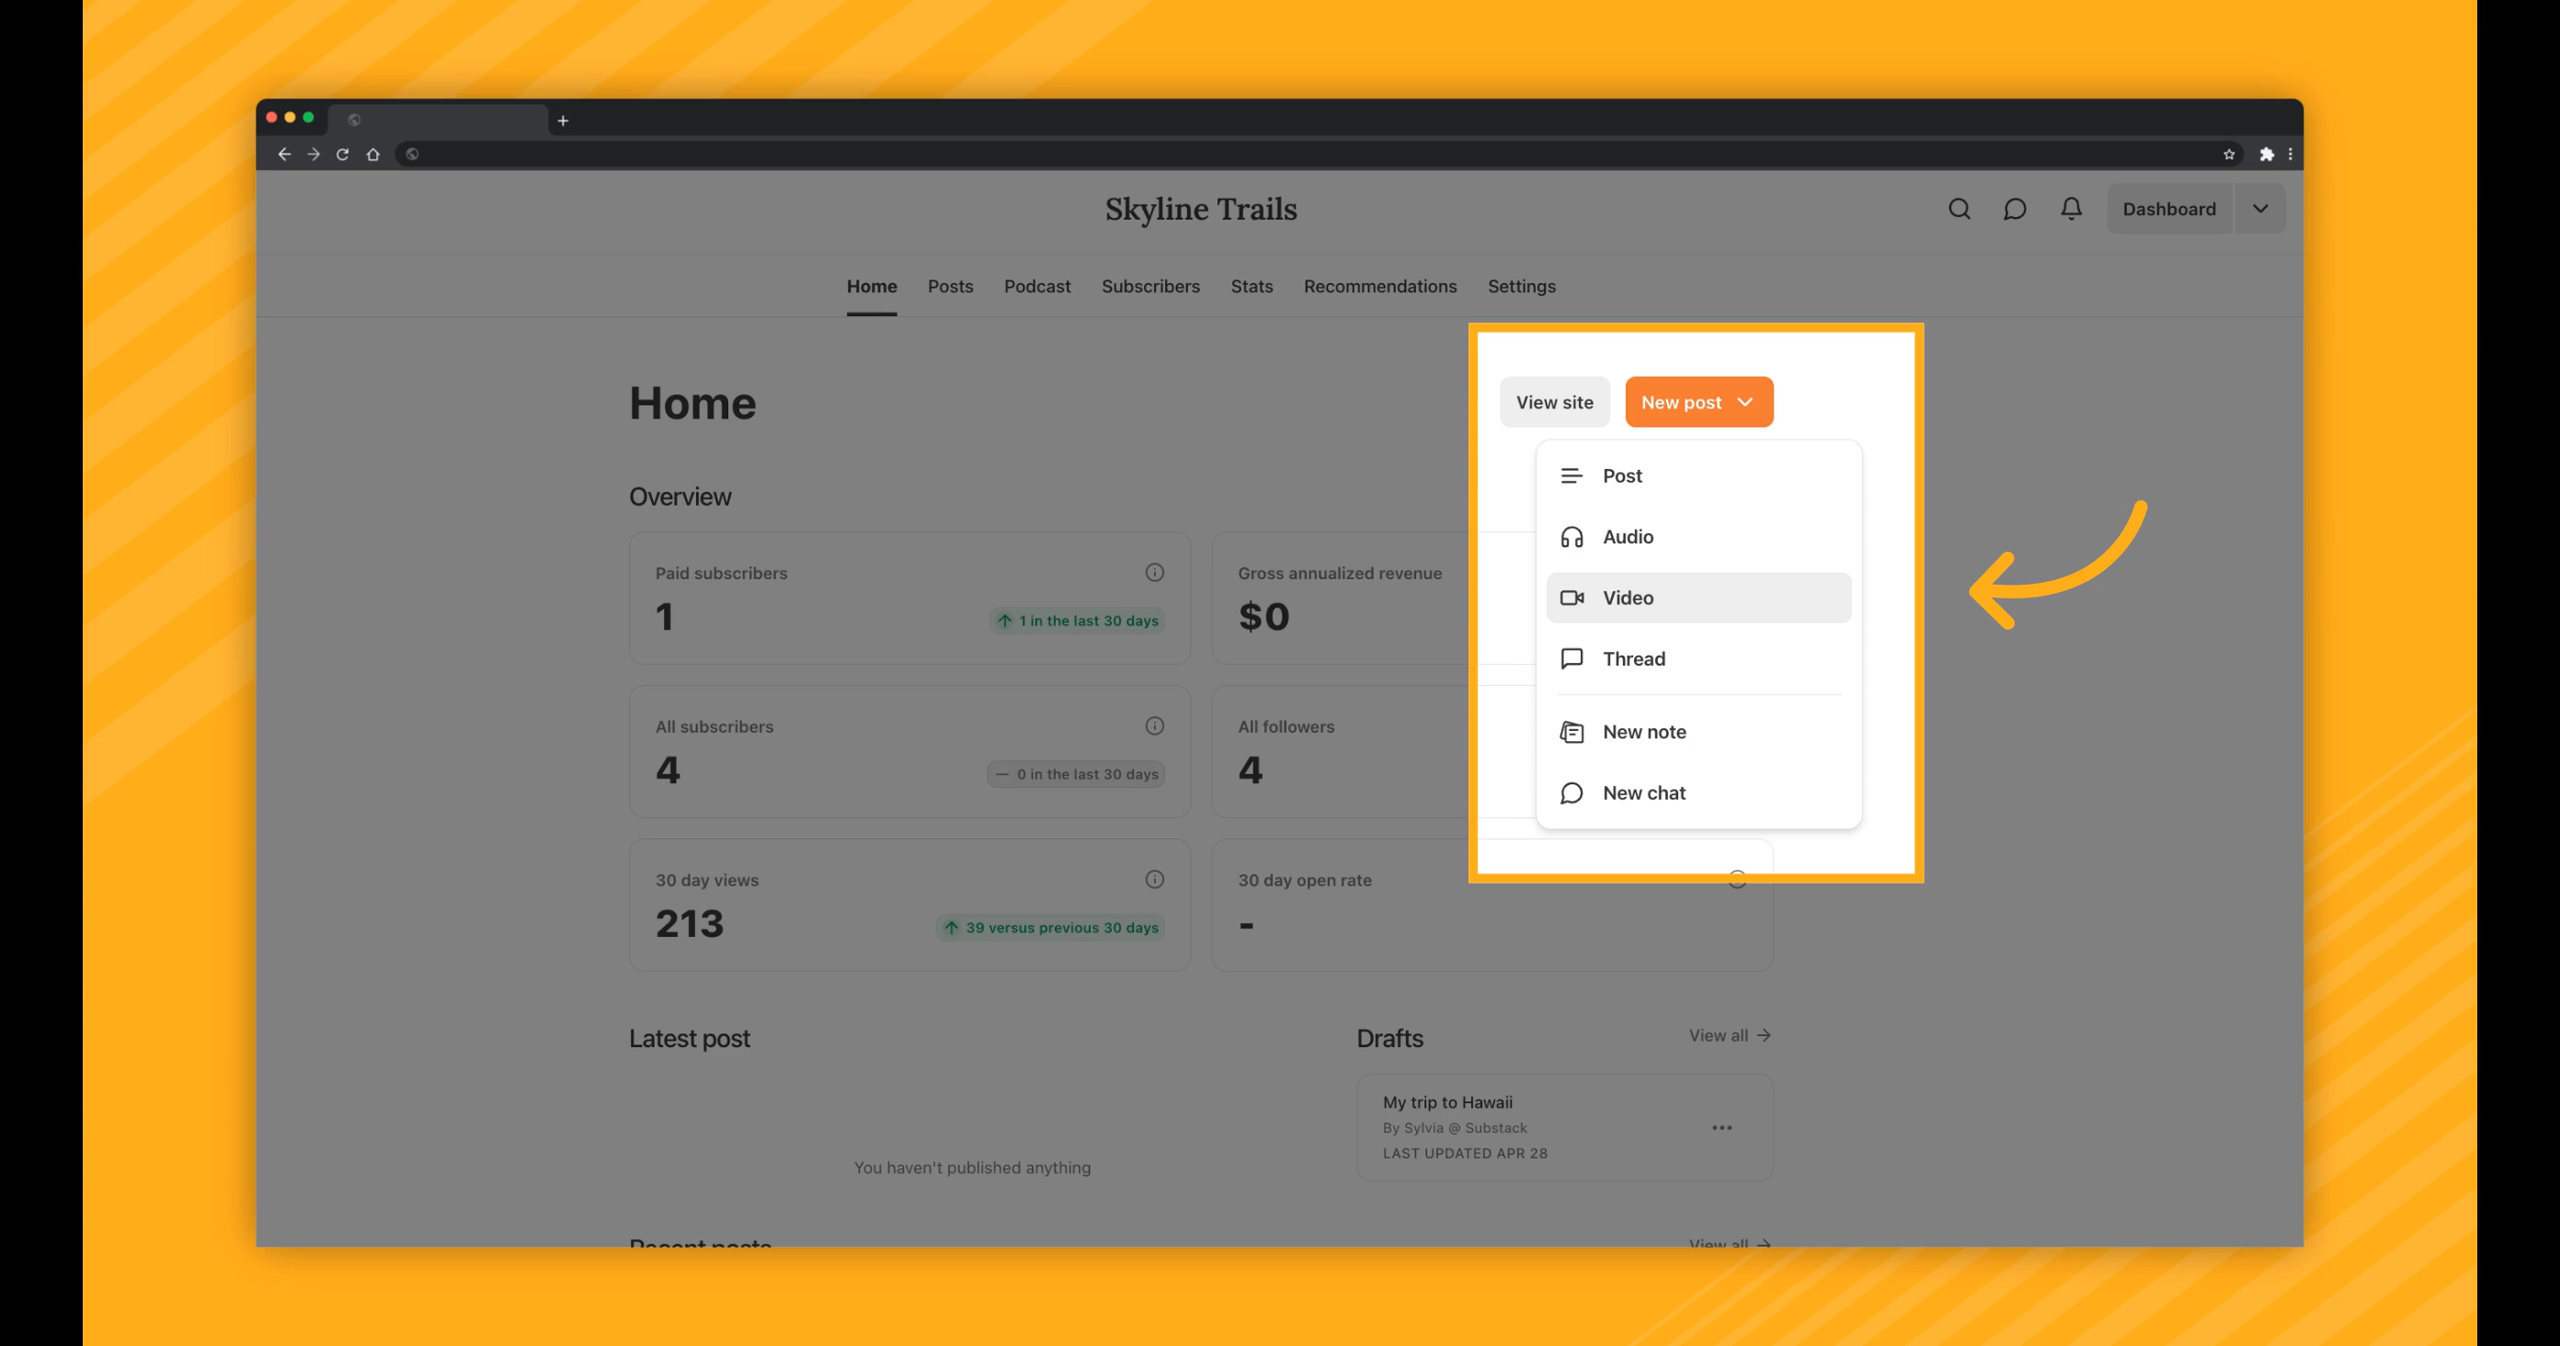 Skyline Trails
Dashboard
Home
Posts
Podcast
Subscribers
Stats
Recommendations
Settings
Home
View site
New post
Post
Audio
Video
Thread
New note
New chat
Overview
Paid subscribers
1
1 in the last 30 days
Gross annualized revenue
$0
All subscribers
4
0 in the last 30 days
All followers
4
30 day views
213
39 versus previous 30 days
30 day open rate
-
Latest post
You haven't published anything
Drafts
View all
My trip to Hawaii
By Sylvia @ Substack
LAST UPDATED APR 28
Recent posts
View all